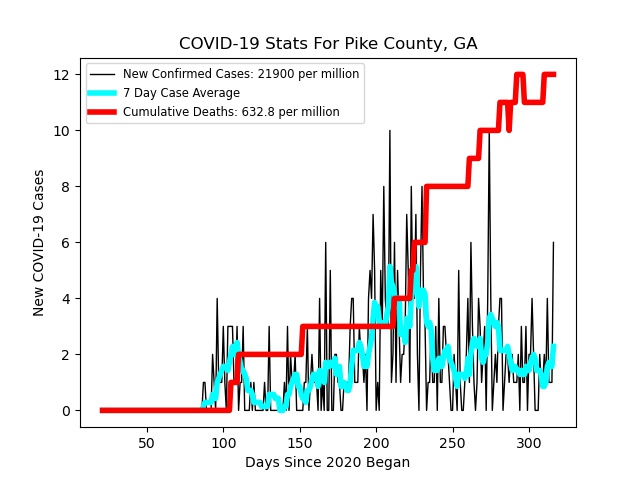 COVID-19 Stats For Pike County, GA
New Confirmed Cases: 21900 per million
7 Day Case Average
Cumulative Deaths: 632.8 per million
New COVID-19 Cases
12
10
8
6
4
2
0
50 100 150 200 250 300
Days Since 2020 Began